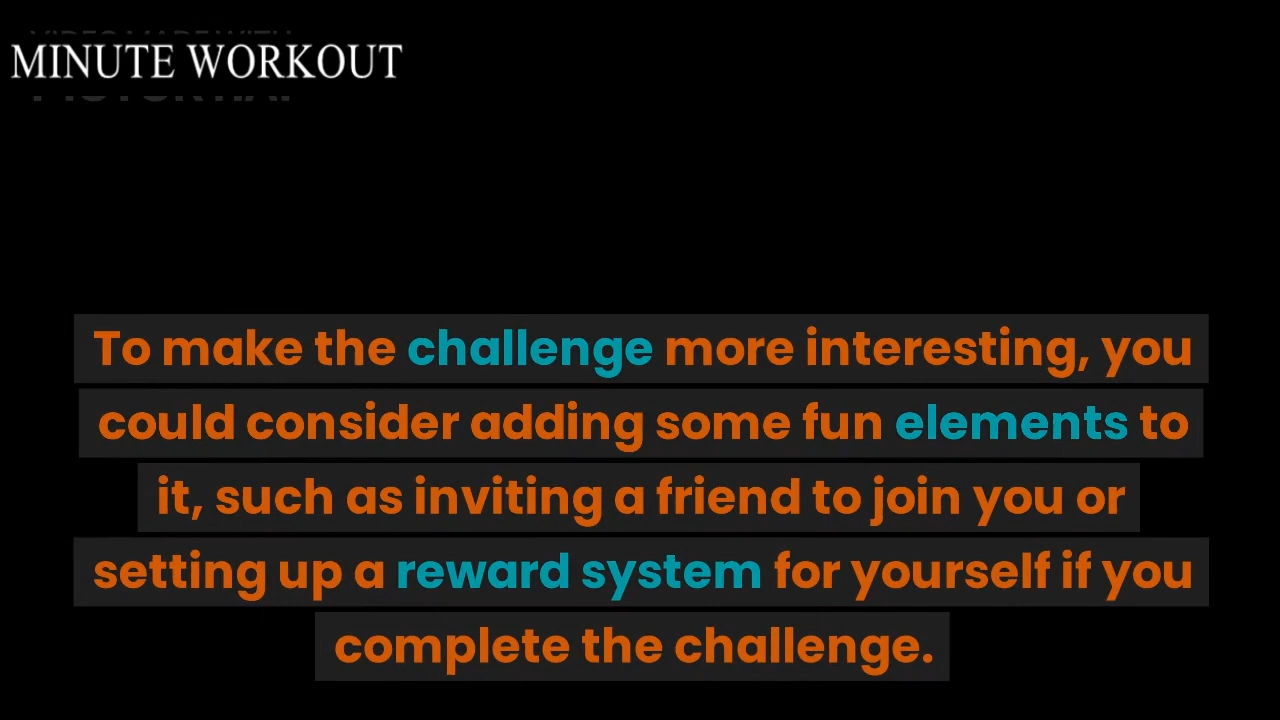 MINUTE WORKOUT
To make the challenge more interesting, you
could consider adding some fun elements to
it, such as inviting a friend to join you or
setting up a reward system for yourself if you
complete the challenge.